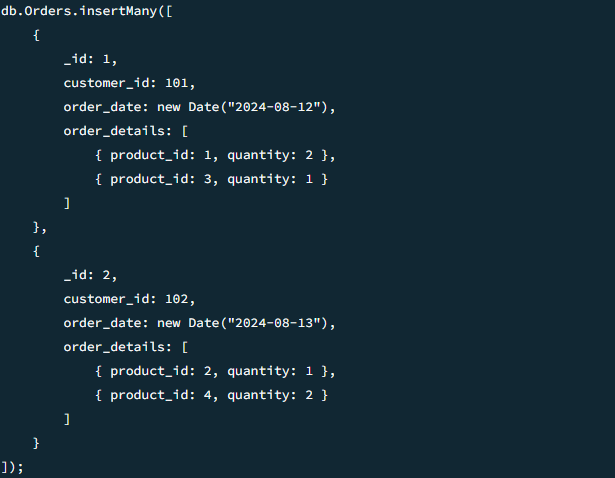 db.Orders.insertMany([
    {
        _id: 1,
        customer_id: 101,
        order_date: new Date("2024-08-12"),
        order_details: [
            { product_id: 1, quantity: 2 },
            { product_id: 3, quantity: 1 }
        ]
    },
    {
        _id: 2,
        customer_id: 102,
        order_date: new Date("2024-08-13"),
        order_details: [
            { product_id: 2, quantity: 1 },
            { product_id: 4, quantity: 2 }
        ]
    }
]);